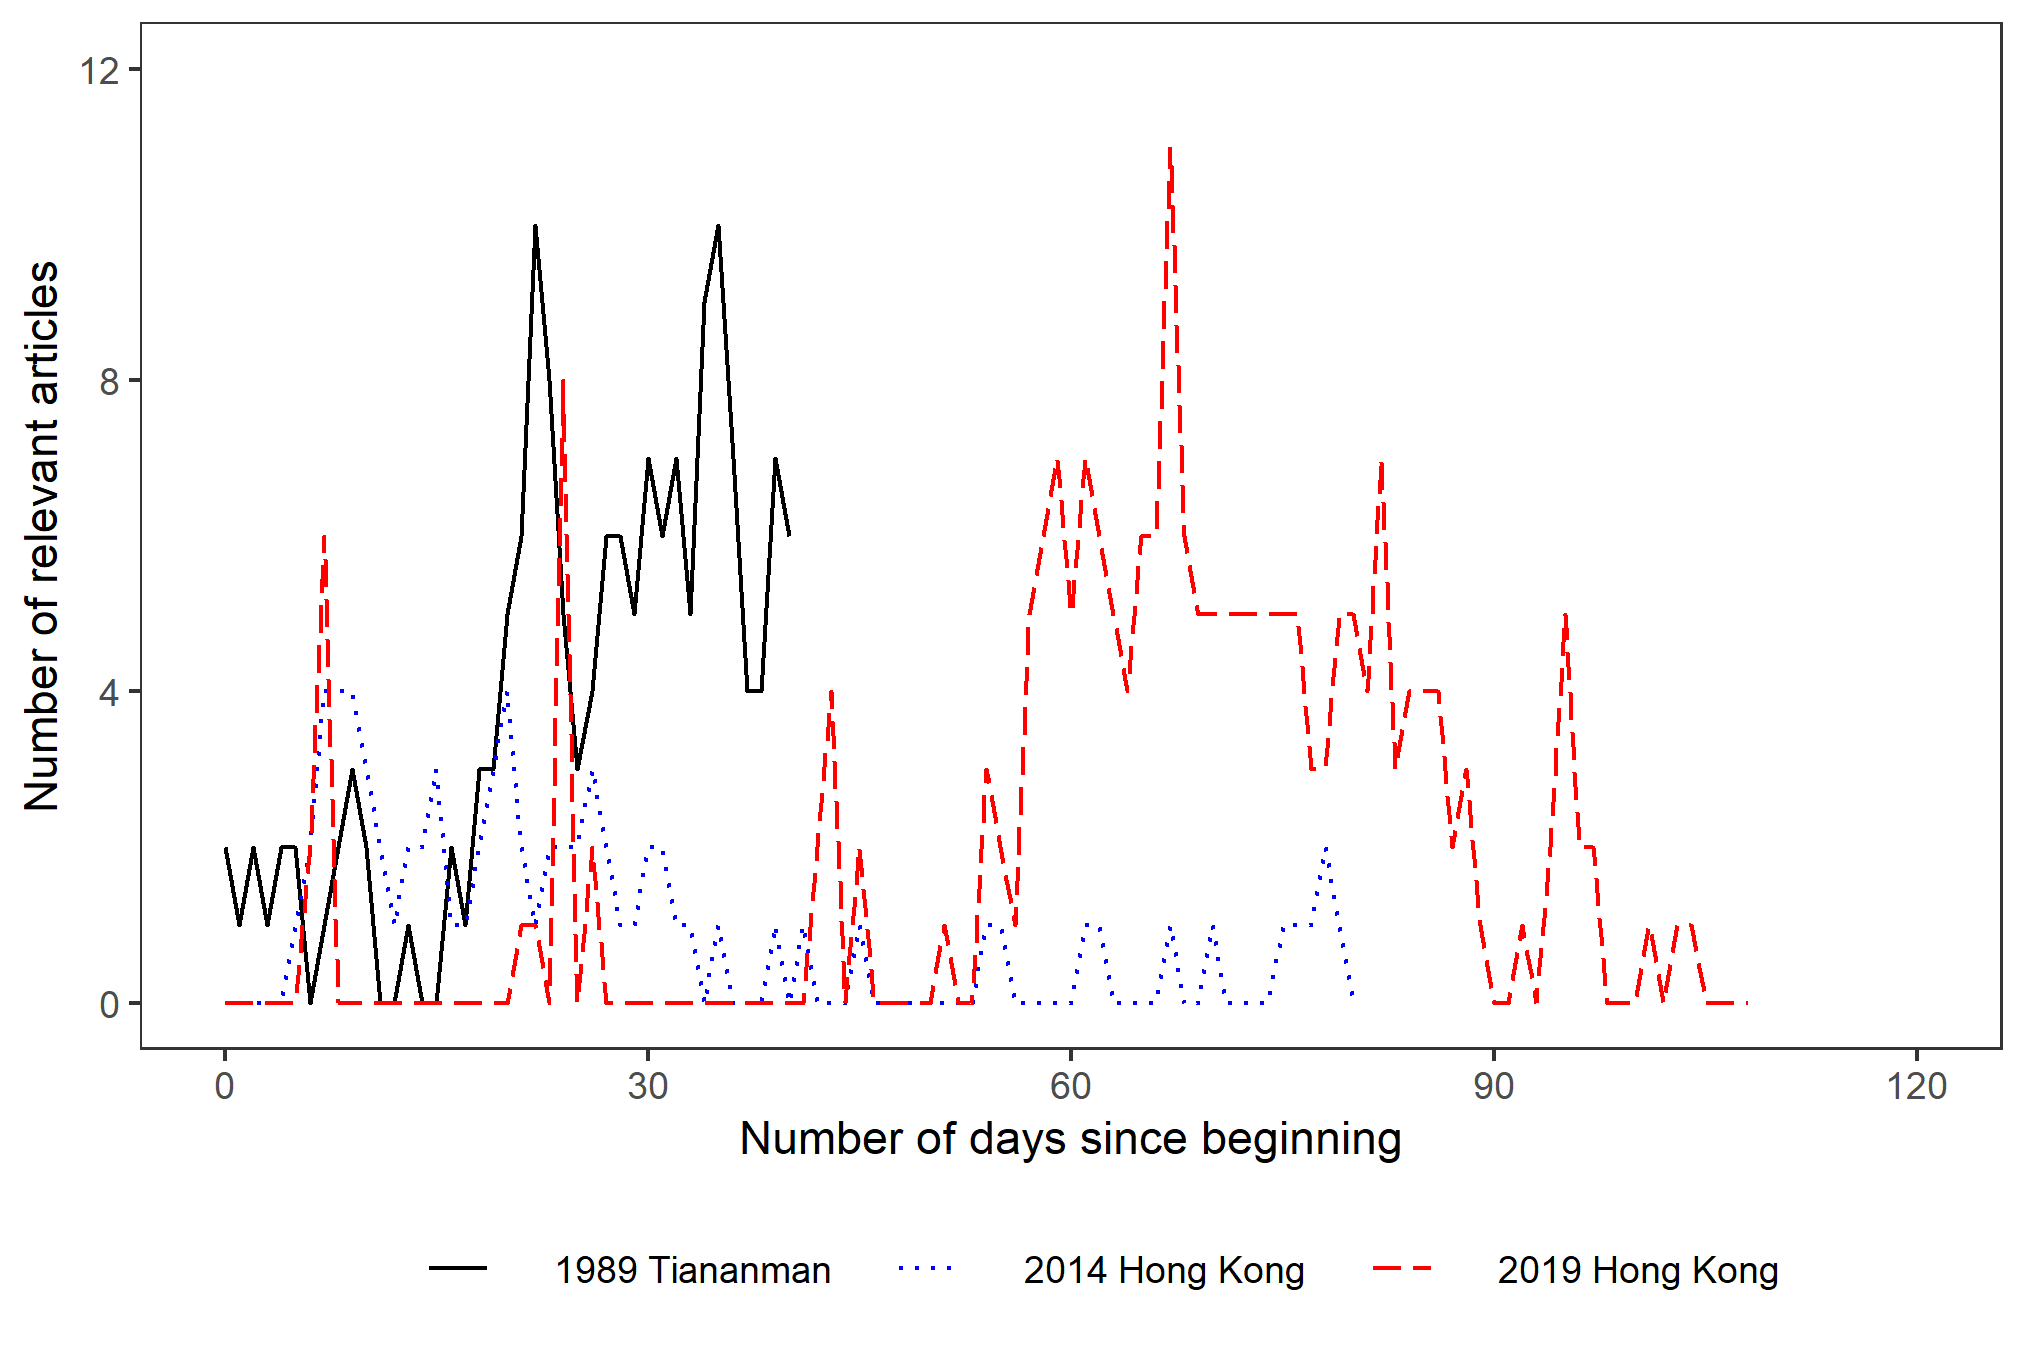 12
8
4
0
Number of relevant articles
0 30 60 90 120
Number of days since beginning
1989 Tiananman 2014 Hong Kong 2019 Hong Kong